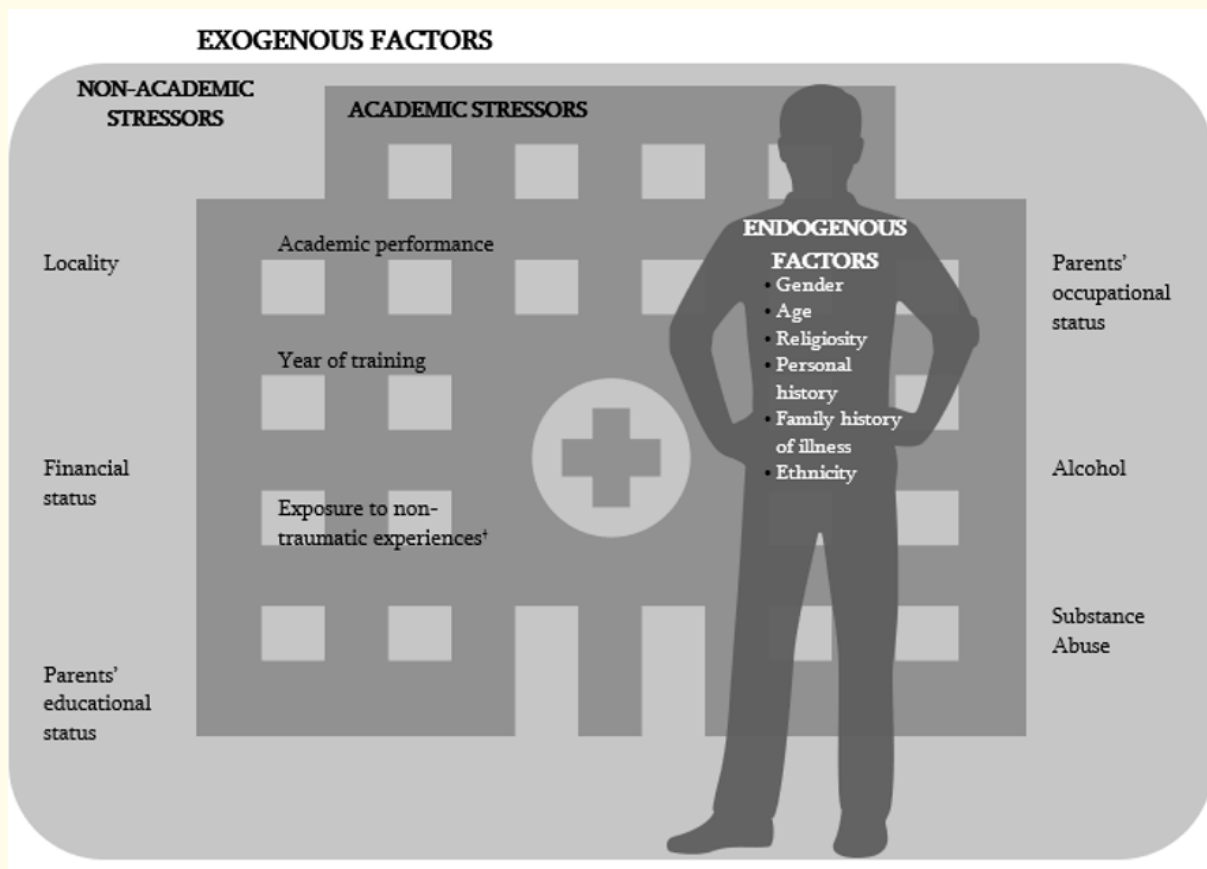 EXOGENOUS FACTORS
NON-ACADEMIC
STRESSORS
ACADEMIC STRESSORS
Locality
Financial
status
Parents'
educational
status
Academic performance
Year of training
Exposure to non-
traumatic experiences†
ENDOGENOUS
FACTORS
• Gender
• Age
• Religiosity
• Personal
history
• Family history
of illness
• Ethnicity
Parents'
occupational
status
Alcohol
Substance
Abuse